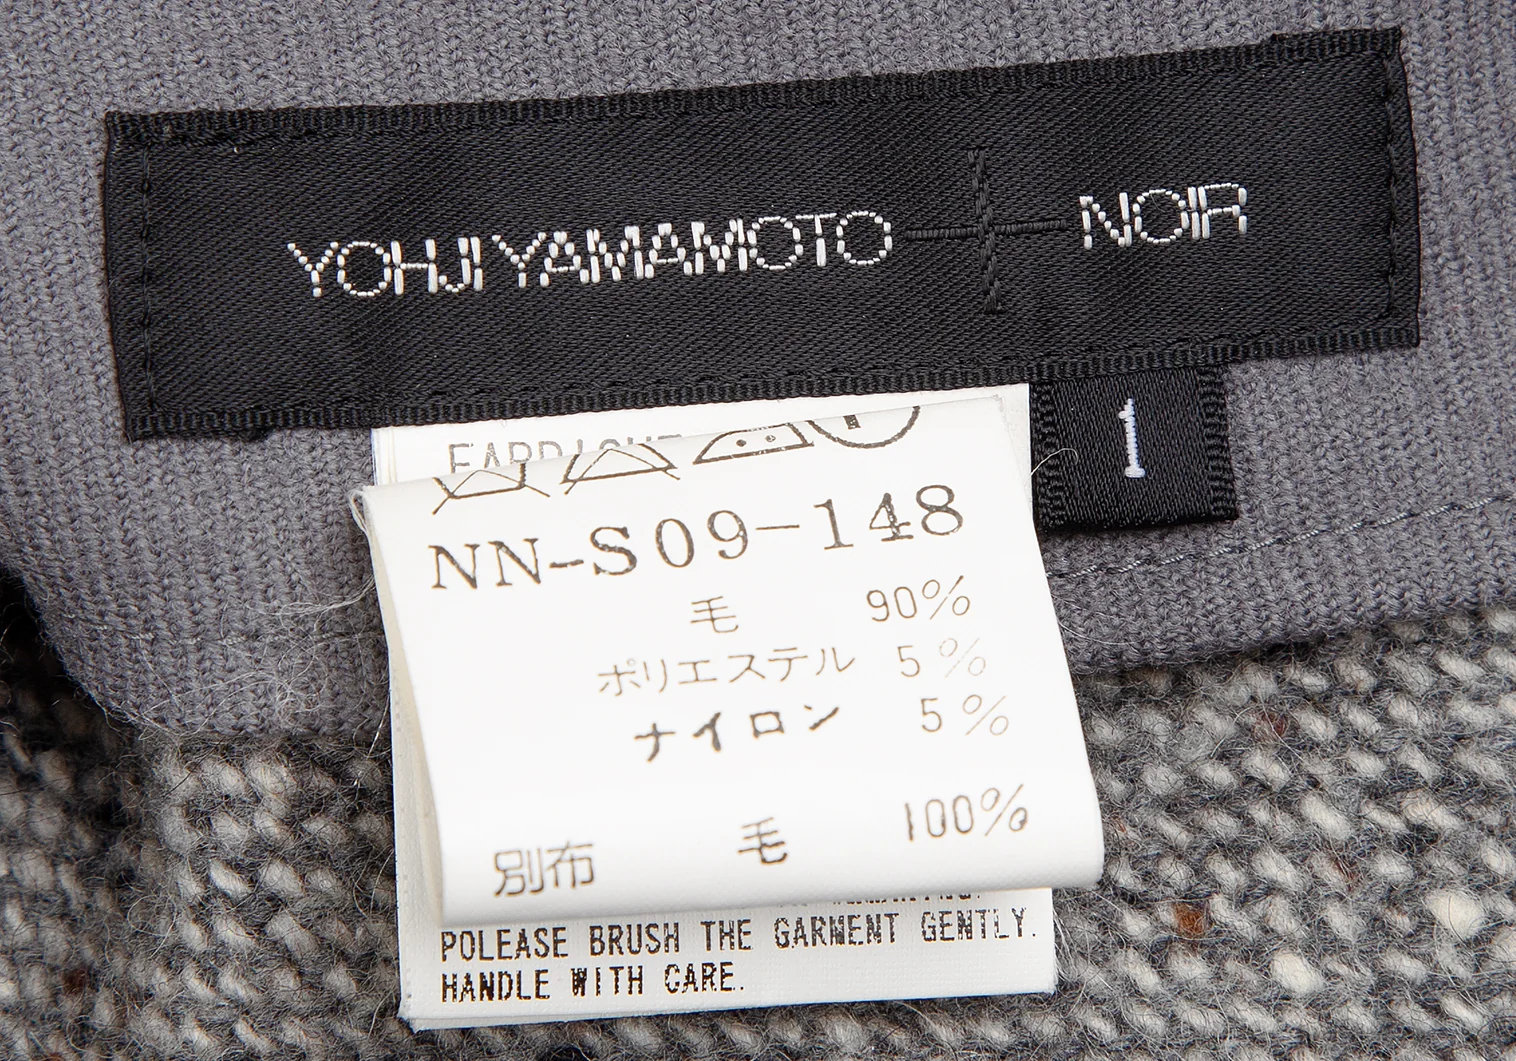 YOHJI YAMAMOTO + NOIR
1
NN-S09-148
毛 90%
ポリエステル 5%
ナイロン 5%
別布 毛 100%
POLEASE BRUSH THE GARMENT GENTLY.
HANDLE WITH CARE.